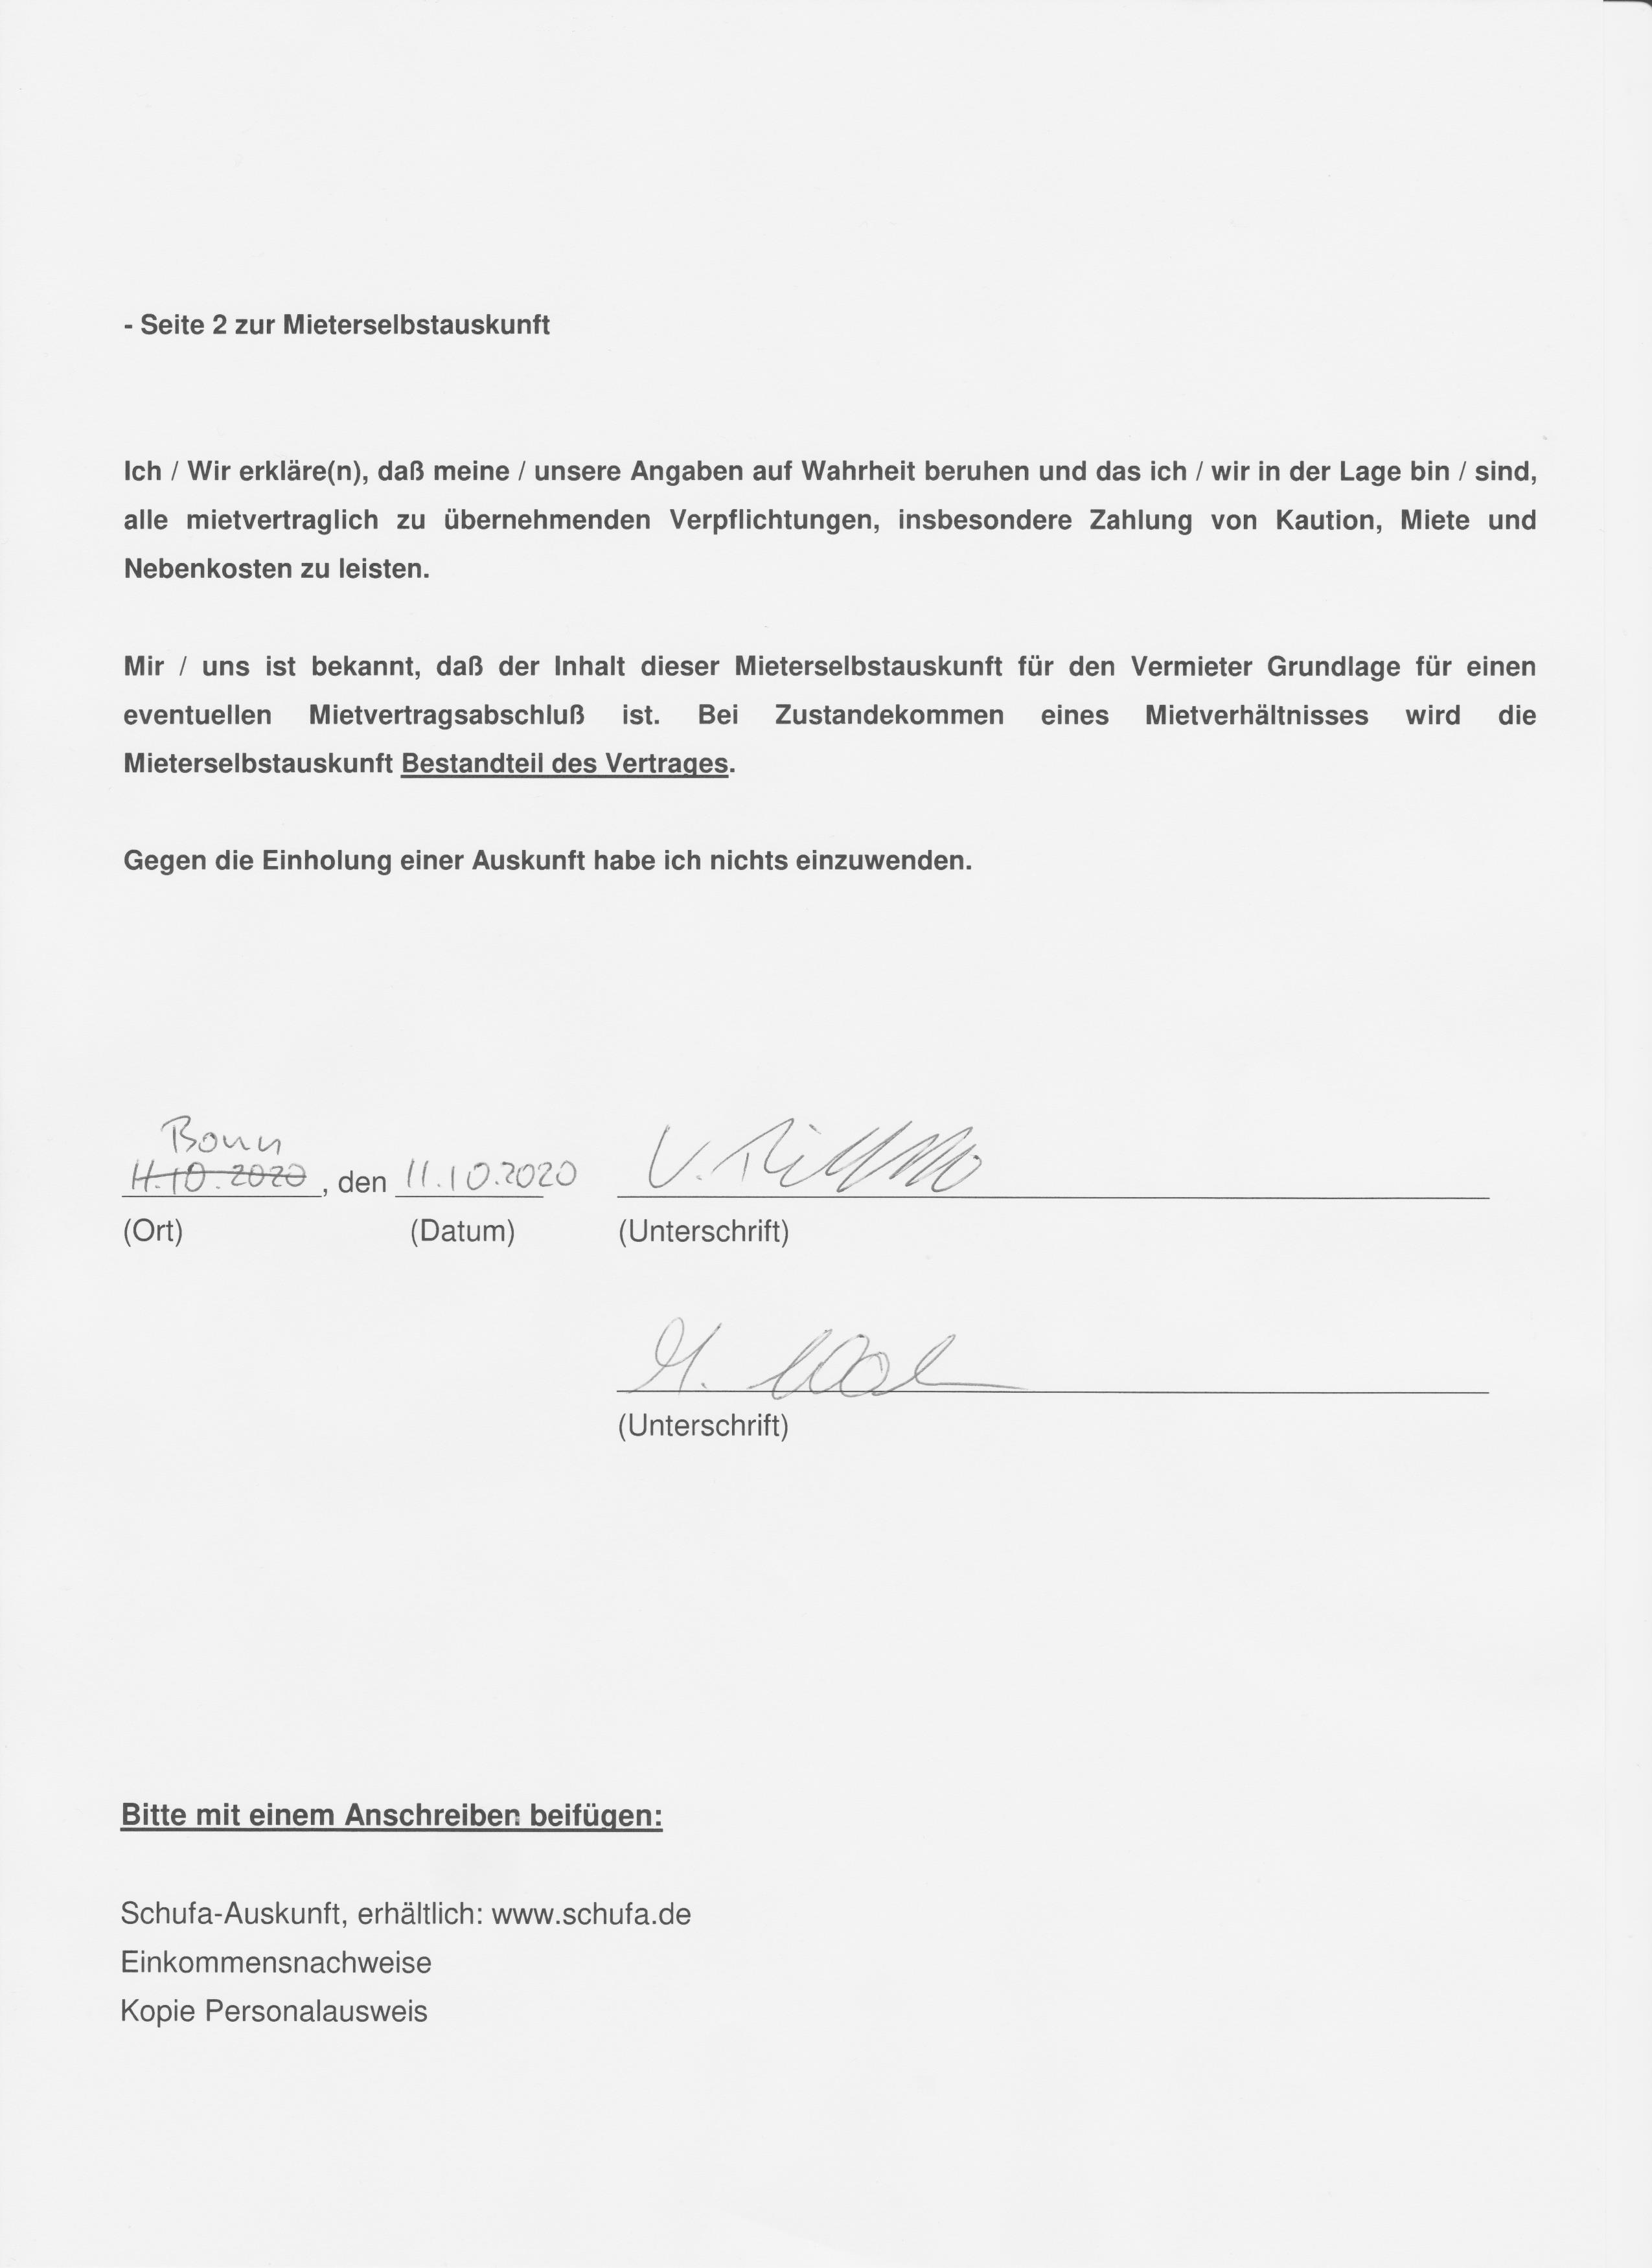 - Seite 2 zur Mieterselbstauskunft
Ich / Wir erkläre(n), daß meine / unsere Angaben auf Wahrheit beruhen und das ich / wir in der Lage bin / sind,
alle mietvertraglich zu übernehmenden Verpflichtungen, insbesondere Zahlung von Kaution, Miete und
Nebenkosten zu leisten.
Mir / uns ist bekannt, daß der Inhalt dieser Mieterselbstauskunft für den Vermieter Grundlage für einen
eventuellen Mietvertragsabschluß ist. Bei Zustandekommen eines Mietverhältnisses wird die
Mieterselbstauskunft Bestandteil des Vertrages.
Gegen die Einholung einer Auskunft habe ich nichts einzuwenden.
Bonn
11.10.2020, den 11.10.2020 V.
(Ort) (Datum) (Unterschrift)
(Unterschrift)
Bitte mit einem Anschreiben beifügen:
Schufa-Auskunft, erhältlich: www.schufa.de
Einkommensnachweise
Kopie Personalausweis